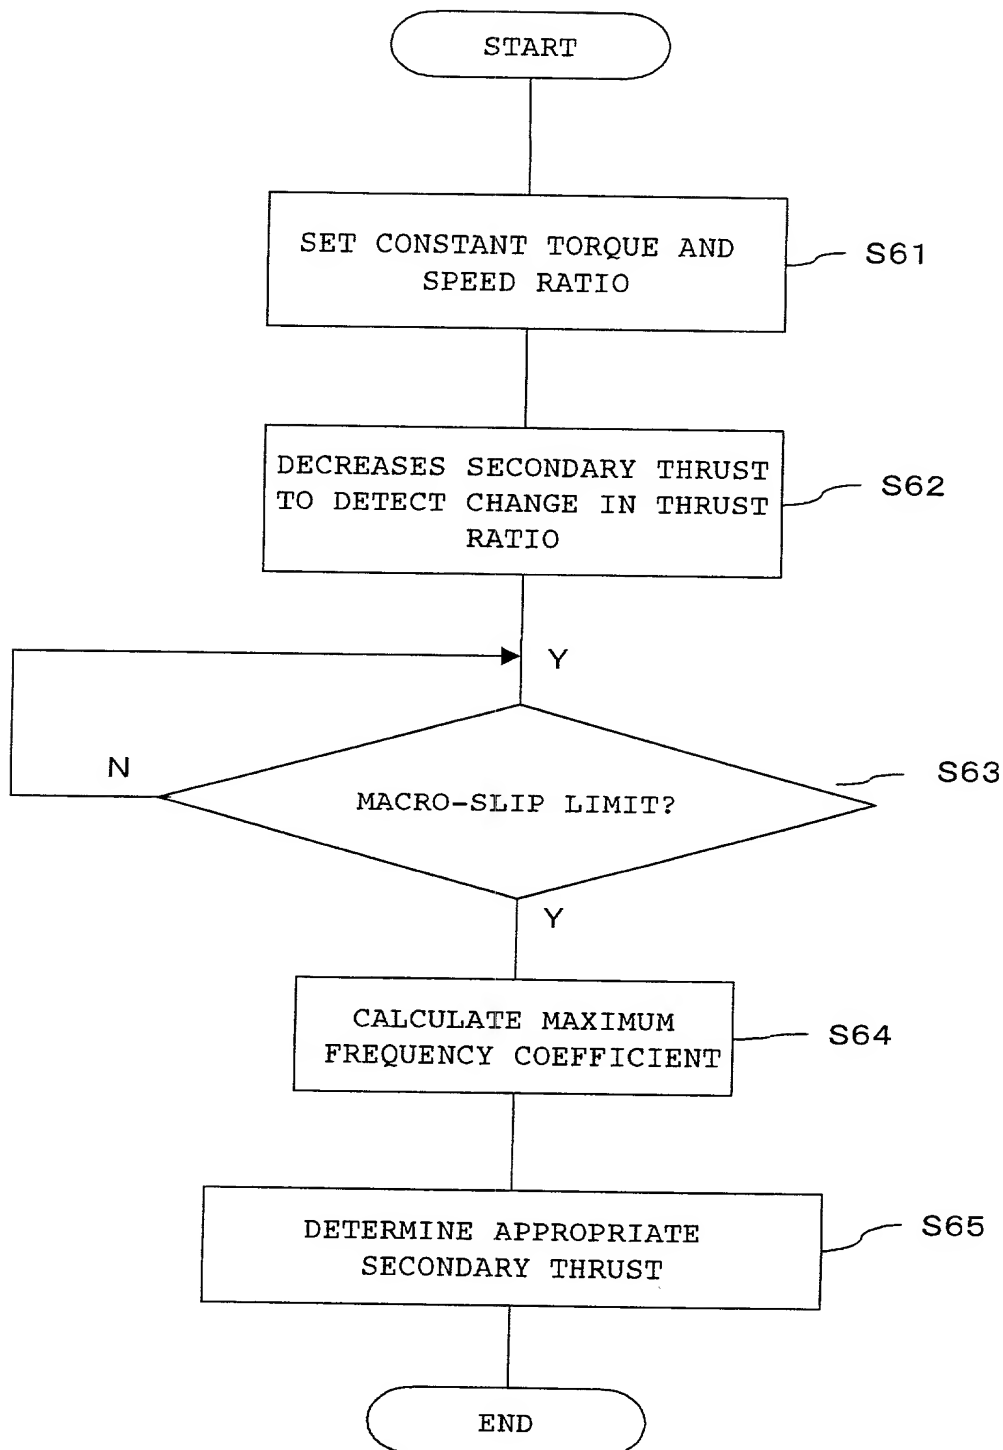 START
SET CONSTANT TORQUE AND
SPEED RATIO
S61
DECREASES SECONDARY THRUST
TO DETECT CHANGE IN THRUST
RATIO
S62
Y
N
MACRO-SLIP LIMIT?
S63
Y
CALCULATE MAXIMUM
FREQUENCY COEFFICIENT
S64
DETERMINE APPROPRIATE
SECONDARY THRUST
S65
END